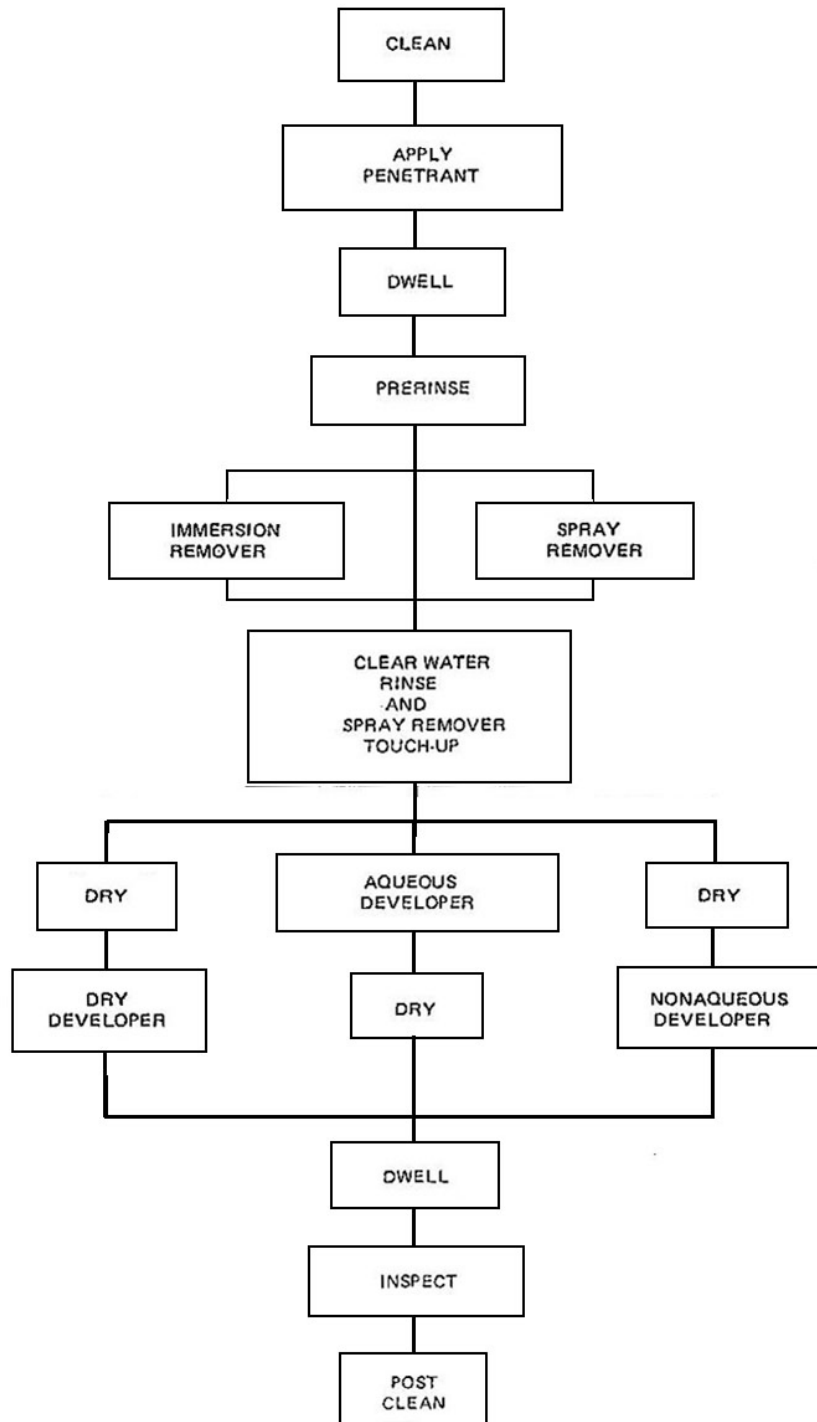 CLEAN
APPLY
PENETRANT
DWELL
PRERINSE
IMMERSION
REMOVER
SPRAY
REMOVER
CLEAR WATER
RINSE
AND
SPRAY REMOVER
TOUCH-UP
DRY
AQUEOUS
DEVELOPER
DRY
DRY
DEVELOPER
DRY
NONAQUEOUS
DEVELOPER
DWELL
INSPECT
POST
CLEAN